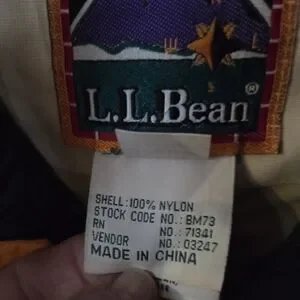 L.L.Bean®
SHELL: 100% NYLON
STOCK CODE NO.: BM73
RN NO.: 71341
VENDOR NO.: 03247
MADE IN CHINA